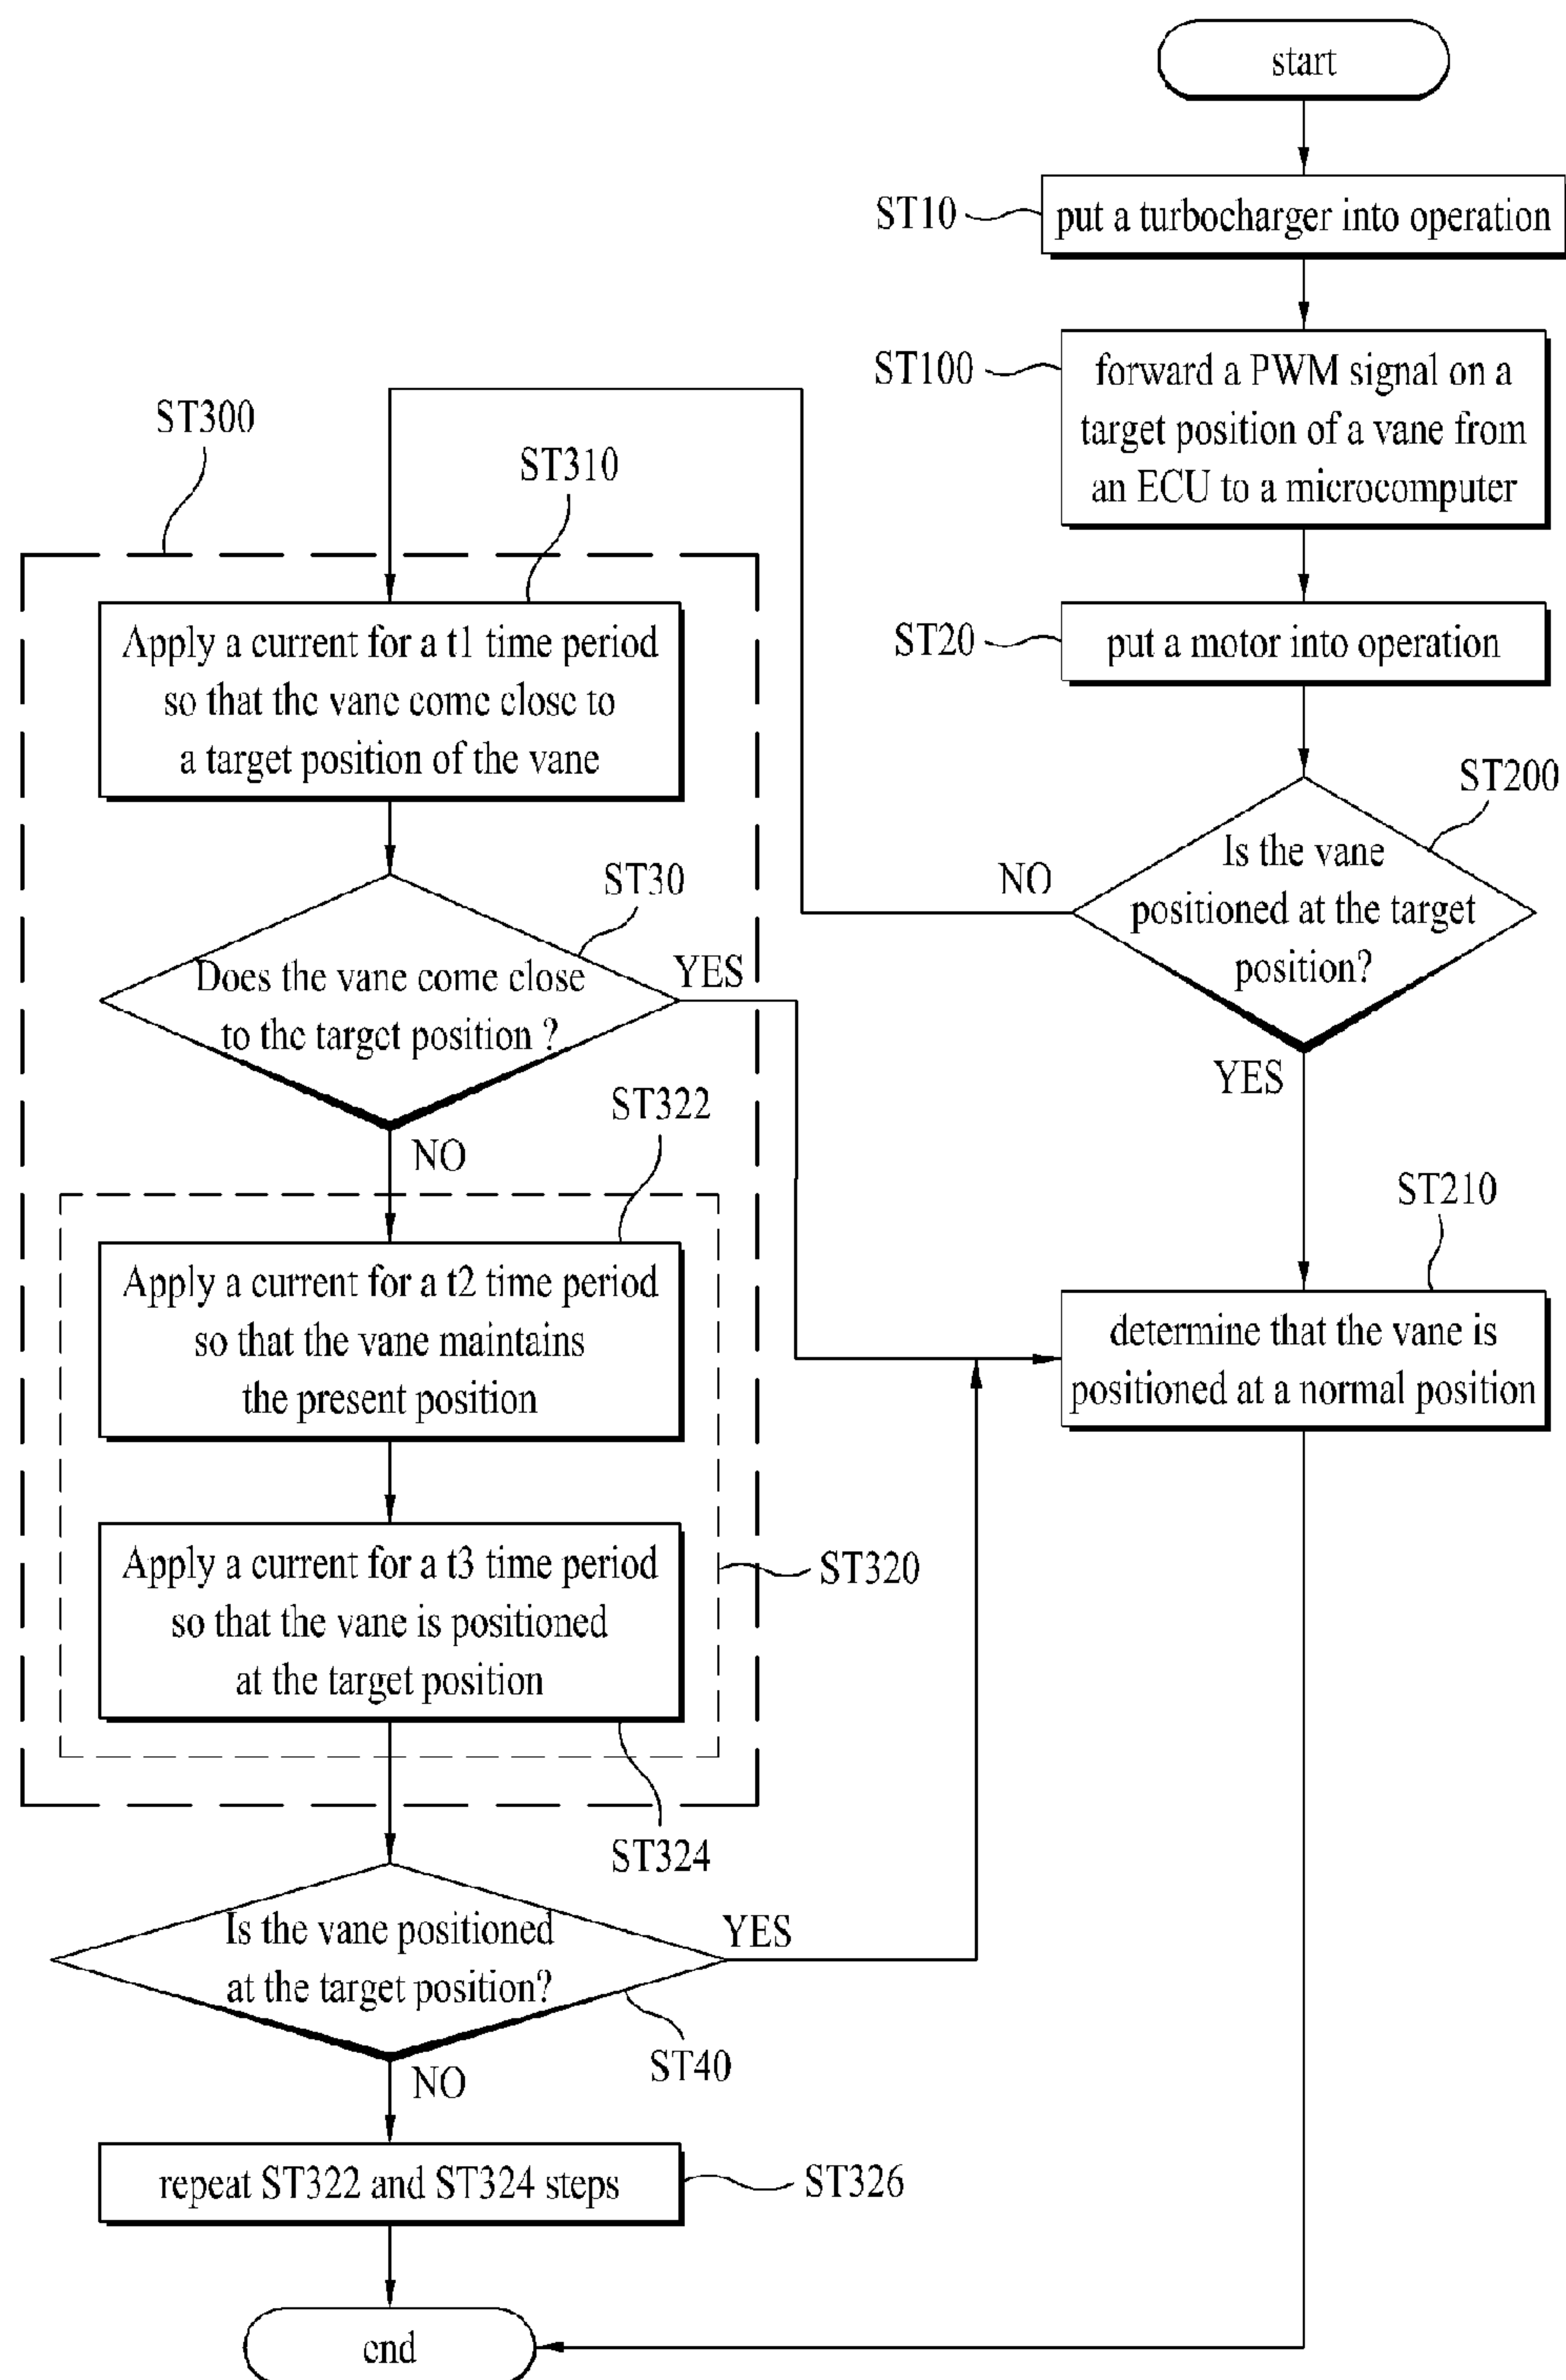 start
ST10
put a turbocharger into operation
ST100
forward a PWM signal on a
target position of a vane from
an ECU to a microcomputer
ST20
put a motor into operation
ST200
Is the vane
positioned at the target
position?
NO
YES
ST210
determine that the vane is
positioned at a normal position
ST300
ST310
Apply a current for a t1 time period
so that the vane come close to
a target position of the vane
ST30
Does the vane come close
to the target position ?
YES
NO
ST322
Apply a current for a t2 time period
so that the vane maintains
the present position
Apply a current for a t3 time period
so that the vane is positioned
at the target position
ST320
ST324
Is the vane positioned
at the target position?
YES
ST40
NO
repeat ST322 and ST324 steps
ST326
end